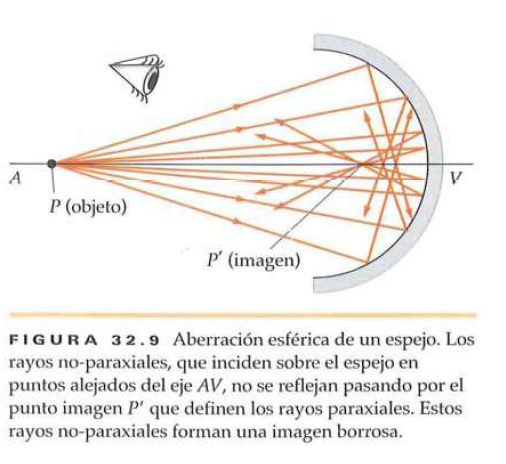 A
V
P (objeto)
P′ (imagen)
FIGURA 32.9 Aberración esférica de un espejo. Los
rayos no-paraxiales, que inciden sobre el espejo en
puntos alejados del eje AV, no se reflejan pasando por el
punto imagen P′ que definen los rayos paraxiales. Estos
rayos no-paraxiales forman una imagen borrosa.